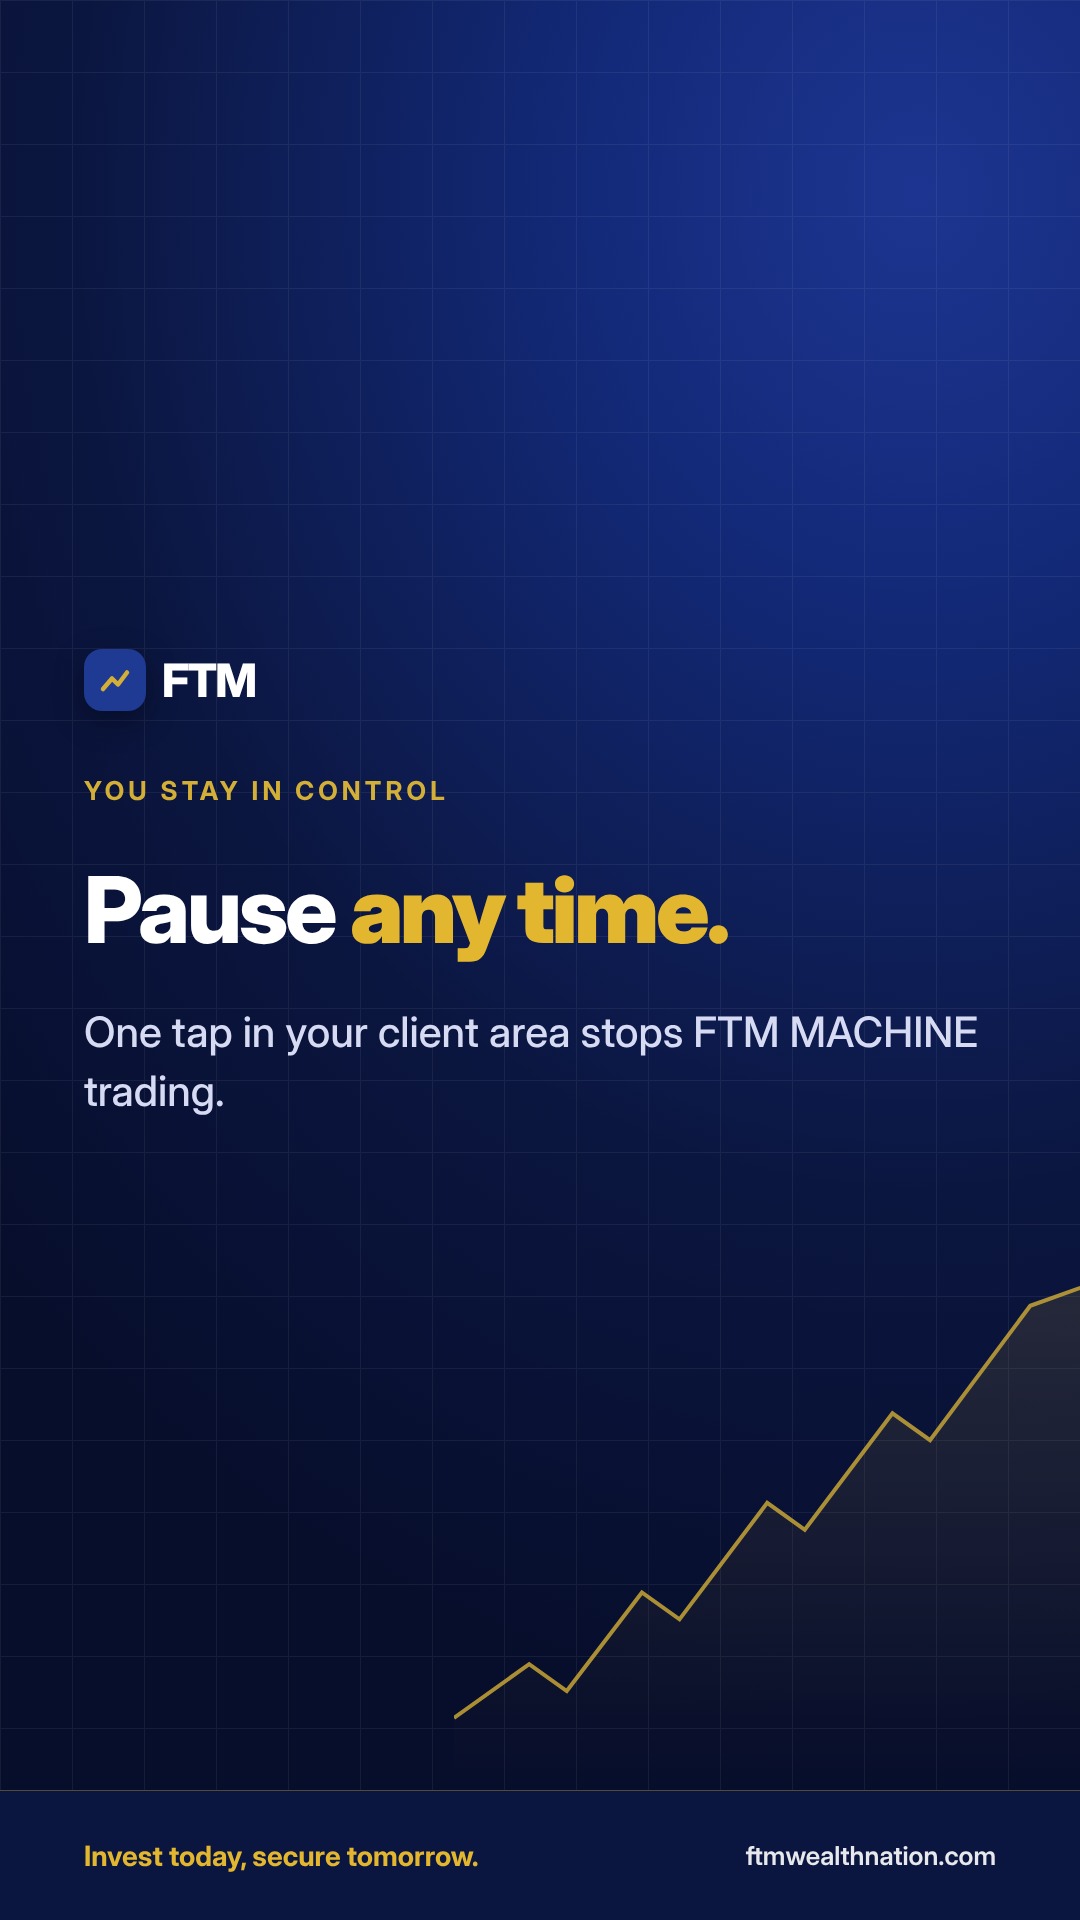 FTM
YOU STAY IN CONTROL
Pause any time.
One tap in your client area stops FTM MACHINE
trading.
Invest today, secure tomorrow.
ftmwealthnation.com